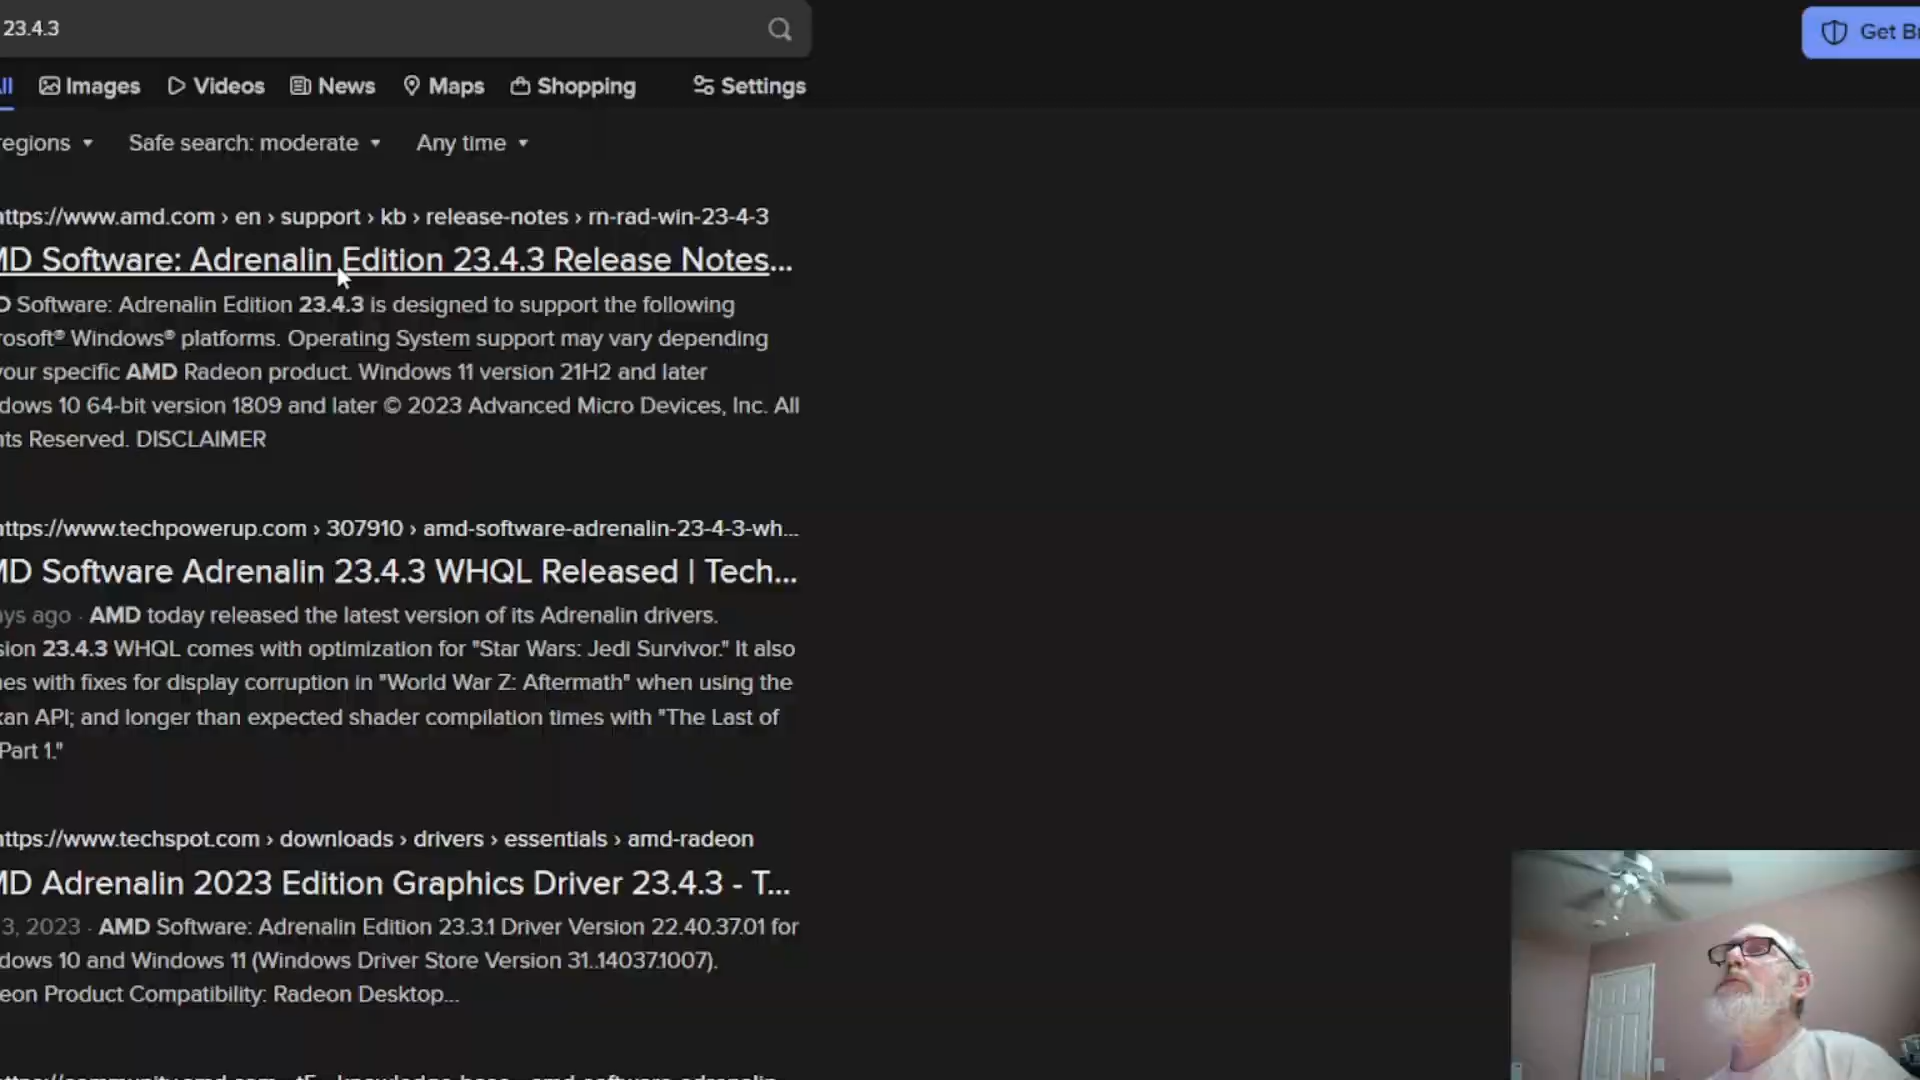 23.4.3
Get Br
ll Images Videos News Maps Shopping Settings
regions Safe search: moderate Any time
ttps://www.amd.com › en › support › kb › release-notes › rn-rad-win-23-4-3
MD Software: Adrenalin Edition 23.4.3 Release Notes...
D Software: Adrenalin Edition 23.4.3 is designed to support the following
rosoft® Windows® platforms. Operating System support may vary depending
your specific AMD Radeon product. Windows 11 version 21H2 and later
dows 10 64-bit version 1809 and later © 2023 Advanced Micro Devices, Inc. All
nts Reserved. DISCLAIMER
ttps://www.techpowerup.com › 307910 › amd-software-adrenalin-23-4-3-wh...
MD Software Adrenalin 23.4.3 WHQL Released | Tech...
ays ago · AMD today released the latest version of its Adrenalin drivers.
sion 23.4.3 WHQL comes with optimization for "Star Wars: Jedi Survivor." It also
nes with fixes for display corruption in "World War Z: Aftermath" when using the
kan API; and longer than expected shader compilation times with "The Last of
Part 1."
ttps://www.techspot.com › downloads › drivers › essentials › amd-radeon
MD Adrenalin 2023 Edition Graphics Driver 23.4.3 - T...
3, 2023 · AMD Software: Adrenalin Edition 23.3.1 Driver Version 22.40.37.01 for
dows 10 and Windows 11 (Windows Driver Store Version 31..14037.1007).
eon Product Compatibility: Radeon Desktop...